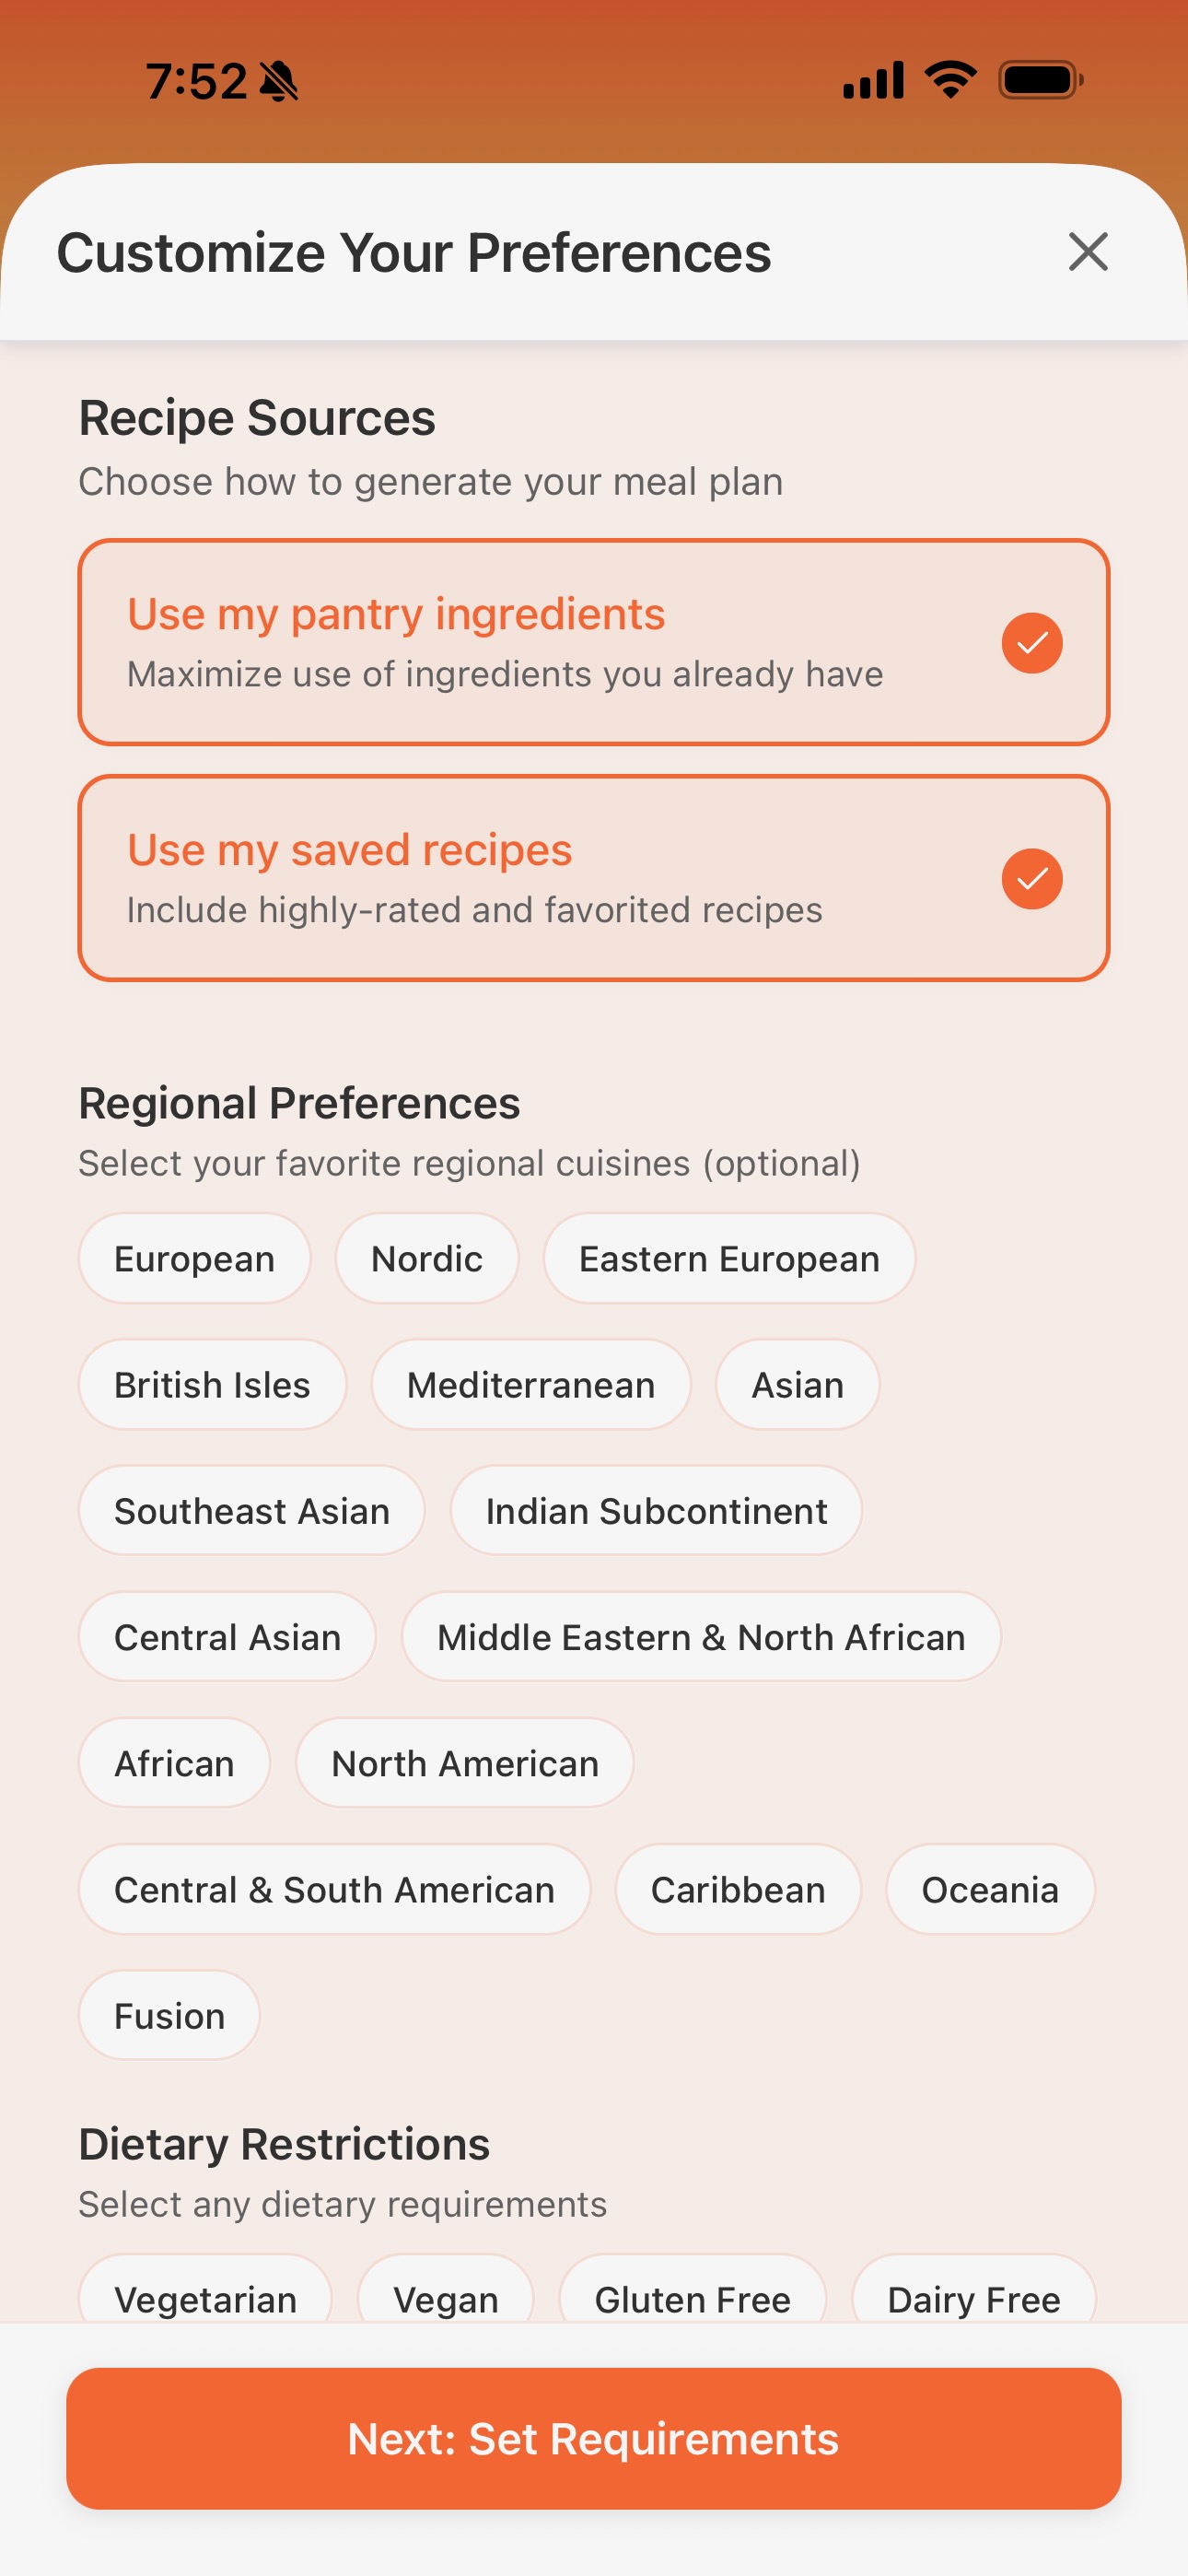 7:52
Customize Your Preferences
Recipe Sources
Choose how to generate your meal plan
Use my pantry ingredients
Maximize use of ingredients you already have
Use my saved recipes
Include highly-rated and favorited recipes
Regional Preferences
Select your favorite regional cuisines (optional)
European Nordic Eastern European
British Isles Mediterranean Asian
Southeast Asian Indian Subcontinent
Central Asian Middle Eastern & North African
African North American
Central & South American Caribbean Oceania
Fusion
Dietary Restrictions
Select any dietary requirements
Vegetarian Vegan Gluten Free Dairy Free
Next: Set Requirements